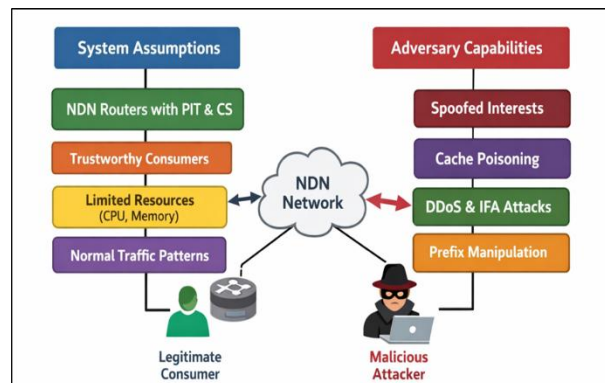 System Assumptions
NDN Routers with PIT & CS
Trustworthy Consumers
Limited Resources
(CPU, Memory)
Normal Traffic Patterns
Legitimate
Consumer
NDN
Network
Adversary Capabilities
Spoofed Interests
Cache Poisoning
DDoS & IFA Attacks
Prefix Manipulation
Malicious
Attacker